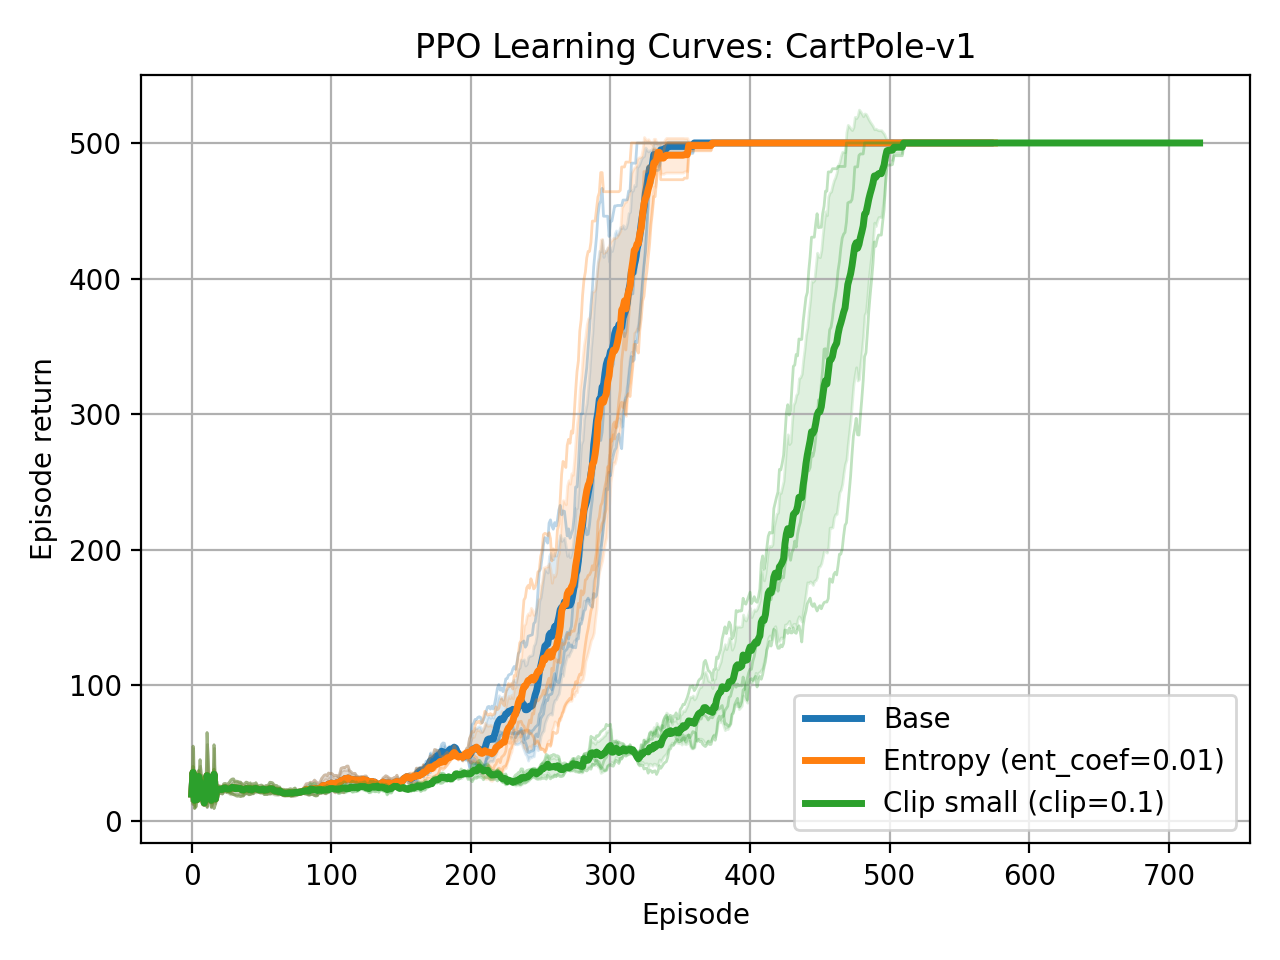 PPO Learning Curves: CartPole-v1
500
400
300
200
100
0
Episode return
Base
Entropy (ent_coef=0.01)
Clip small (clip=0.1)
0 100 200 300 400 500 600 700
Episode